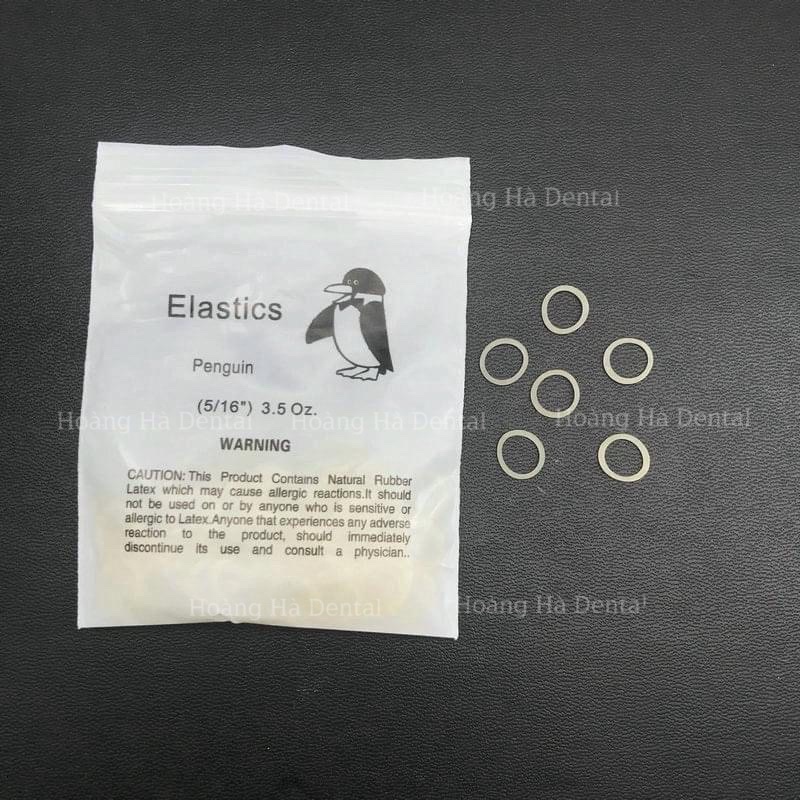 Hoàng Hà Dental
Hoàng Hà Dental
Elastics
Penguin
(5/16") 3.5 Oz.
Hoàng Hà Dental
Hoàng Hà Dental
Hoàng Hà Dental
WARNING
CAUTION: This Product Contains Natural Rubber
Latex which may cause allergic reactions.It should
not be used on or by anyone who is sensitive or
allergic to Latex.Anyone that experiences any adverse
reaction to the product, should immediately
discontinue its use and consult a physician..
Hoàng Hà Dental
Hoàng Hà Dental